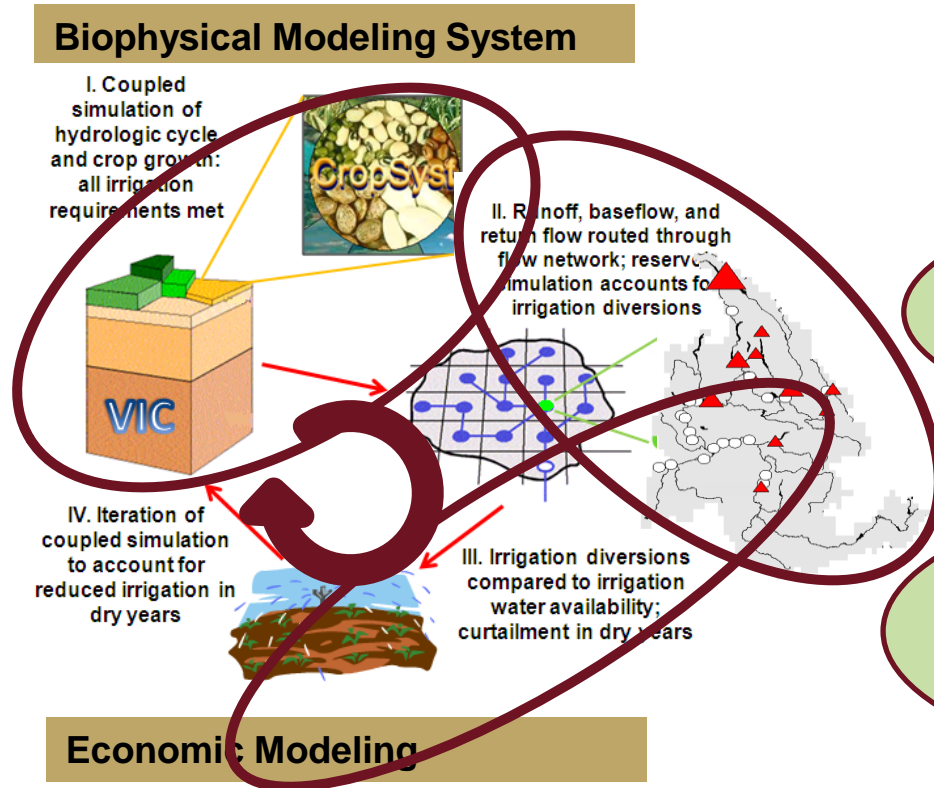 Biophysical Modeling System
I. Coupled
simulation of
hydrologic cycle
and crop growth:
all irrigation
requirements met
CropSyst
II. Runoff, baseflow, and
return flow routed through
flow network; reservo
simulation accounts fo
irrigation diversions
VIC
IV. Iteration of
coupled simulation
to account for
reduced irrigation in
dry years
III. Irrigation diversions
compared to irrigation
water availability;
curtailment in dry years
Economic Modeling